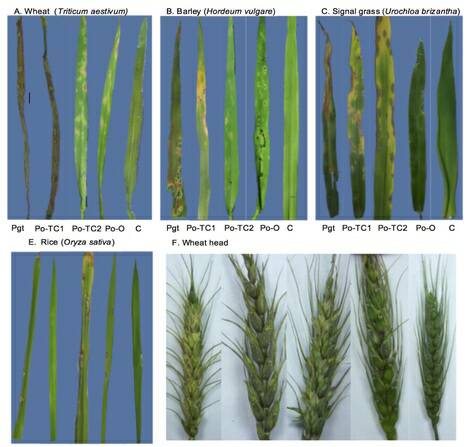 A. Wheat (Triticum aestivum)
B. Barley (Hordeum vulgare)
C. Signal grass (Urochloa brizantha)
Pgt Po-TC1 Po-TC2 Po-O C
Pgt Po-TC1 Po-TC2 Po-O C
Pgt Po-TC1 Po-TC2 Po-O C
E. Rice (Oryza sativa)
F. Wheat head